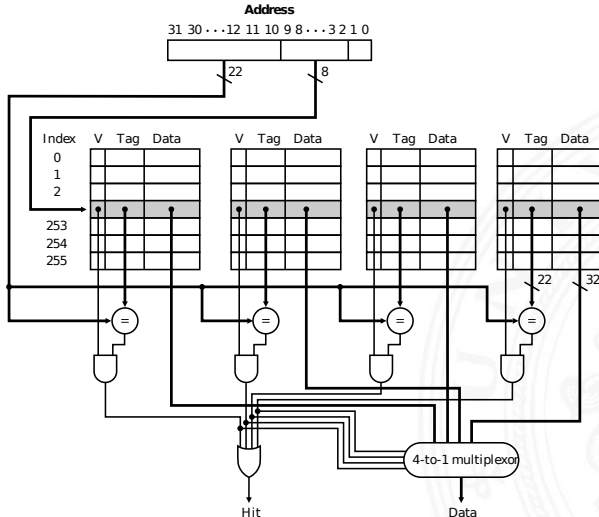 Address
31 30 ··· 12 11 10 9 8 ··· 3 2 1 0
22
8
Index V Tag Data V Tag Data V Tag Data V Tag Data
0
1
2
253
254
255
22
32
= = = =
4-to-1 multiplexor
Hit
Data